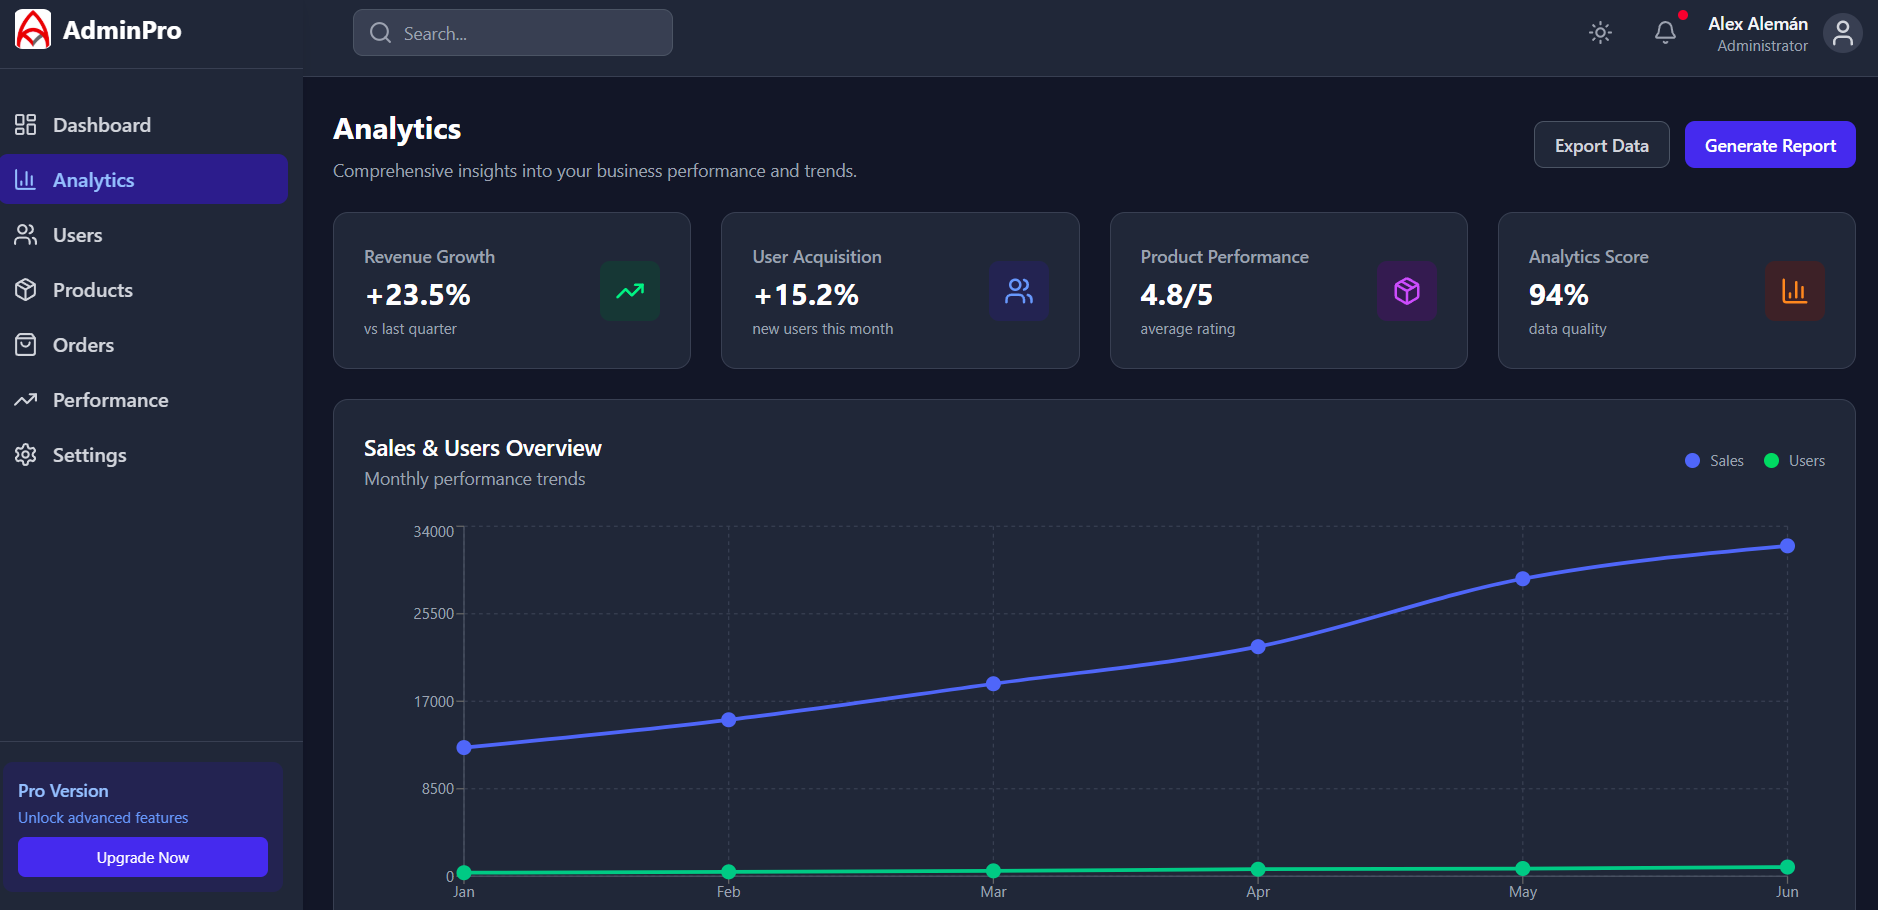 AdminPro
Search...
Alex Alemán
Administrator
Dashboard
Analytics
Users
Products
Orders
Performance
Settings
Pro Version
Unlock advanced features
Upgrade Now
Analytics
Comprehensive insights into your business performance and trends.
Export Data
Generate Report
Revenue Growth
+23.5%
vs last quarter
User Acquisition
+15.2%
new users this month
Product Performance
4.8/5
average rating
Analytics Score
94%
data quality
Sales & Users Overview
Monthly performance trends
Sales
Users
34000
25500
17000
8500
0
Jan
Feb
Mar
Apr
May
Jun